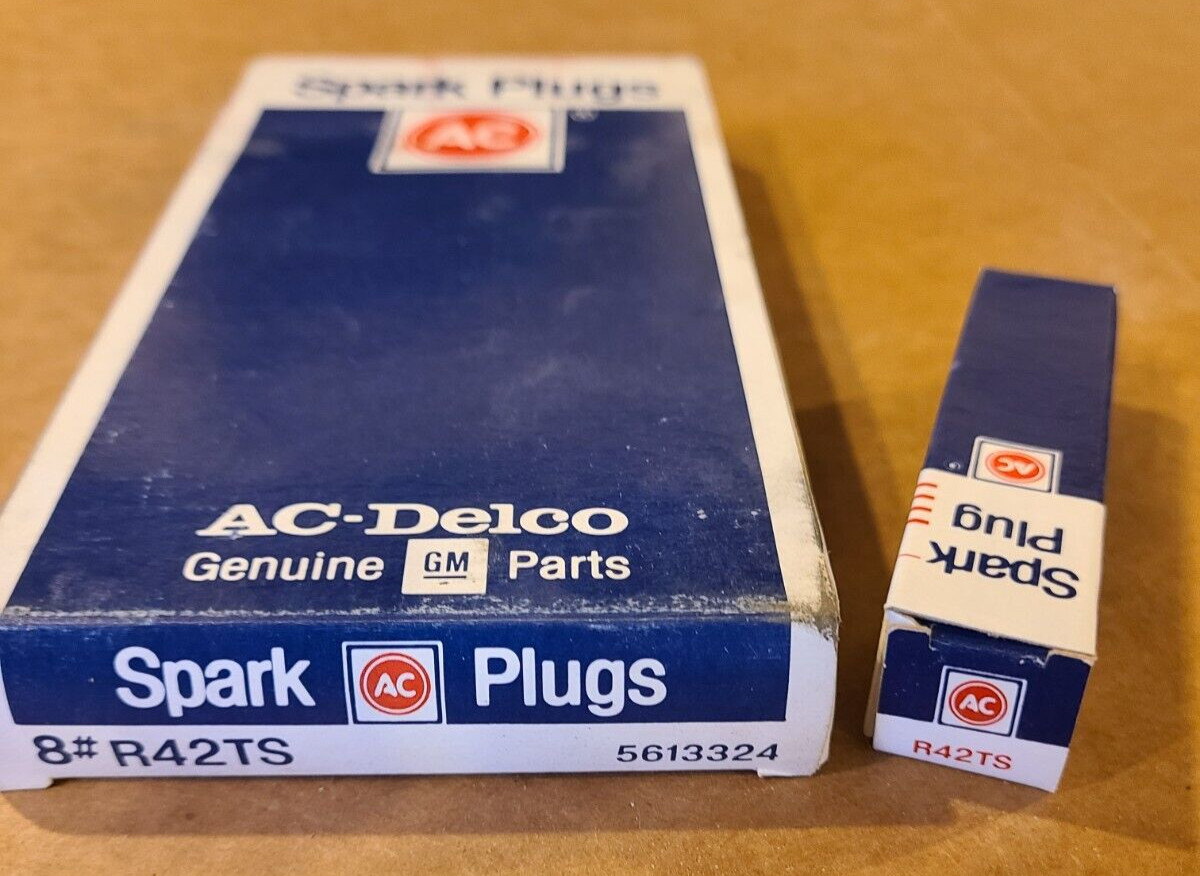 Spark Plugs
AC
®
AC-Delco
Genuine GM Parts
Spark AC Plugs
8# R42TS 5613324
AC
Spark
Plug
AC
R42TS